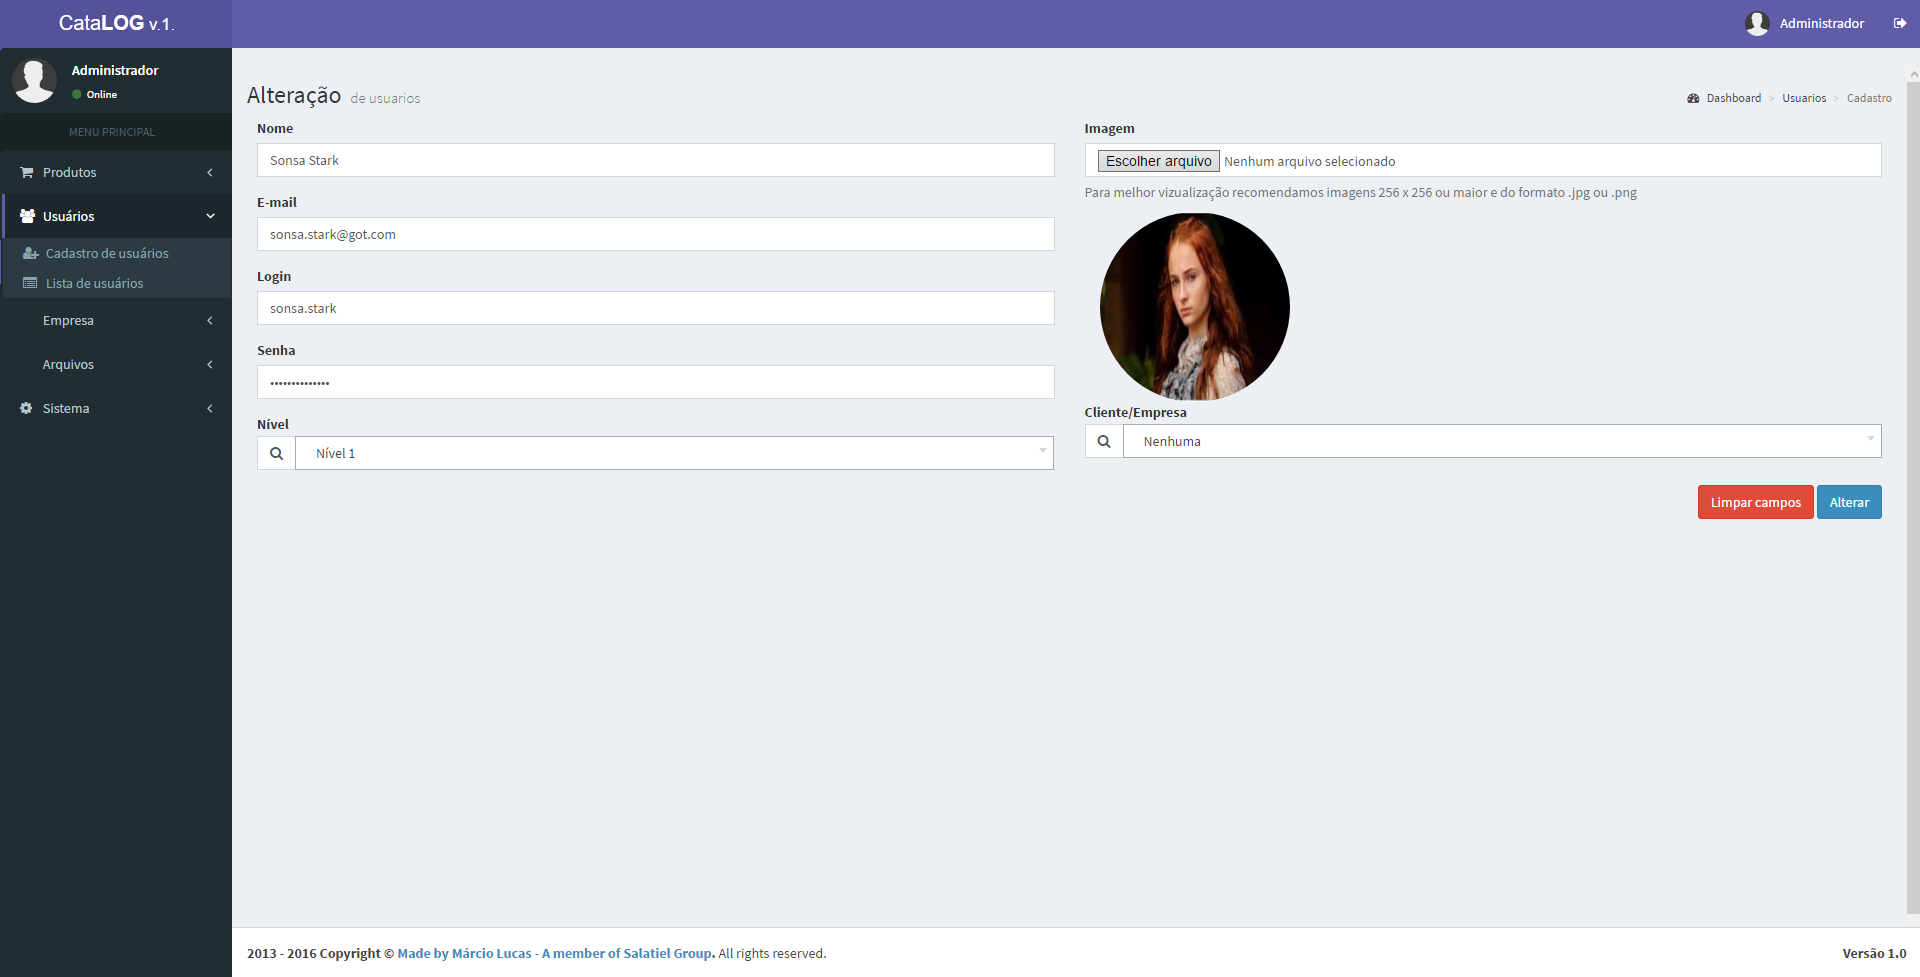 CataLOG v.1.
Administrador
Administrador
Online
MENU PRINCIPAL
Produtos
Usuários
Cadastro de usuários
Lista de usuários
Empresa
Arquivos
Sistema
Alteração de usuarios
Dashboard > Usuarios > Cadastro
Nome
Sonsa Stark
E-mail
sonsa.stark@got.com
Login
sonsa.stark
Senha
••••••••••••••
Nível
Nível 1
Imagem
Escolher arquivo Nenhum arquivo selecionado
Para melhor vizualização recomendamos imagens 256 x 256 ou maior e do formato .jpg ou .png
Cliente/Empresa
Nenhuma
Limpar campos
Alterar
2013 - 2016 Copyright © Made by Márcio Lucas - A member of Salatiel Group. All rights reserved.
Versão 1.0